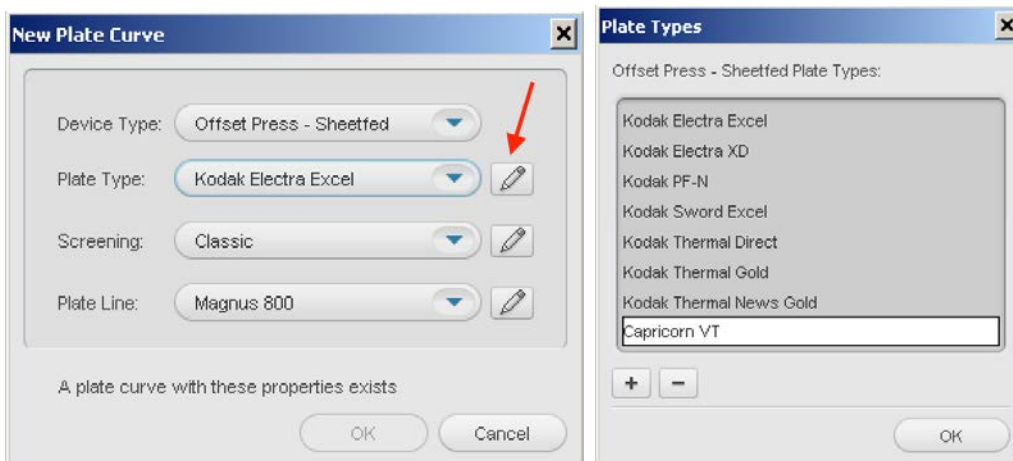 New Plate Curve
Device Type: Offset Press - Sheetfed
Plate Type: Kodak Electra Excel
Screening: Classic
Plate Line: Magnus 800
A plate curve with these properties exists
OK Cancel
Plate Types
Offset Press - Sheetfed Plate Types:
Kodak Electra Excel
Kodak Electra XD
Kodak PF-N
Kodak Sword Excel
Kodak Thermal Direct
Kodak Thermal Gold
Kodak Thermal News Gold
Capricorn VT
+ −
OK